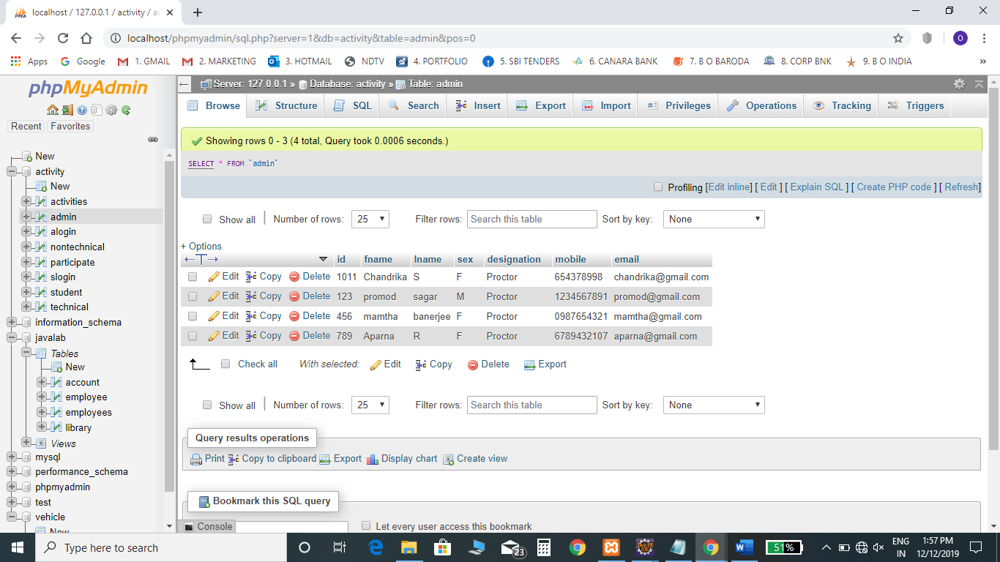 localhost / 127.0.0.1 / activity / a
localhost/phpmyadmin/sql.php?server=1&db=activity&table=admin&pos=0
O
Apps Google 1. GMAIL 2. MARKETING 3. HOTMAIL NDTV 4. PORTFOLIO 5. SBI TENDERS 6. CANARA BANK 7. B O BARODA 8. CORP BNK 9. B O INDIA »
phpMyAdmin
Recent Favorites
New
activity
New
activities
admin
alogin
nontechnical
participate
slogin
student
technical
information_schema
javalab
Tables
New
account
employee
employees
library
Views
mysql
performance_schema
phpmyadmin
test
vehicle
New
Server: 127.0.0.1 » Database: activity » Table: admin
Browse Structure SQL Search Insert Export Import Privileges Operations Tracking Triggers
Showing rows 0 - 3 (4 total, Query took 0.0006 seconds.)
SELECT * FROM `admin`
Profiling [Edit inline] [ Edit ] [ Explain SQL ] [ Create PHP code ] [ Refresh]
Show all | Number of rows: 25 Filter rows: Search this table Sort by key: None
+ Options
←T→ id fname lname sex designation mobile email
Edit Copy Delete 1011 Chandrika S F Proctor 654378998 chandrika@gmail.com
Edit Copy Delete 123 promod sagar M Proctor 1234567891 promod@gmail.com
Edit Copy Delete 456 mamtha banerjee F Proctor 0987654321 mamtha@gmail.com
Edit Copy Delete 789 Aparna R F Proctor 6789432107 aparna@gmail.com
Check all With selected: Edit Copy Delete Export
Show all | Number of rows: 25 Filter rows: Search this table Sort by key: None
Query results operations
Print Copy to clipboard Export Display chart Create view
Bookmark this SQL query
Console
Let every user access this bookmark
Type here to search
23
51%
ENG
IN
1:57 PM
12/12/2019